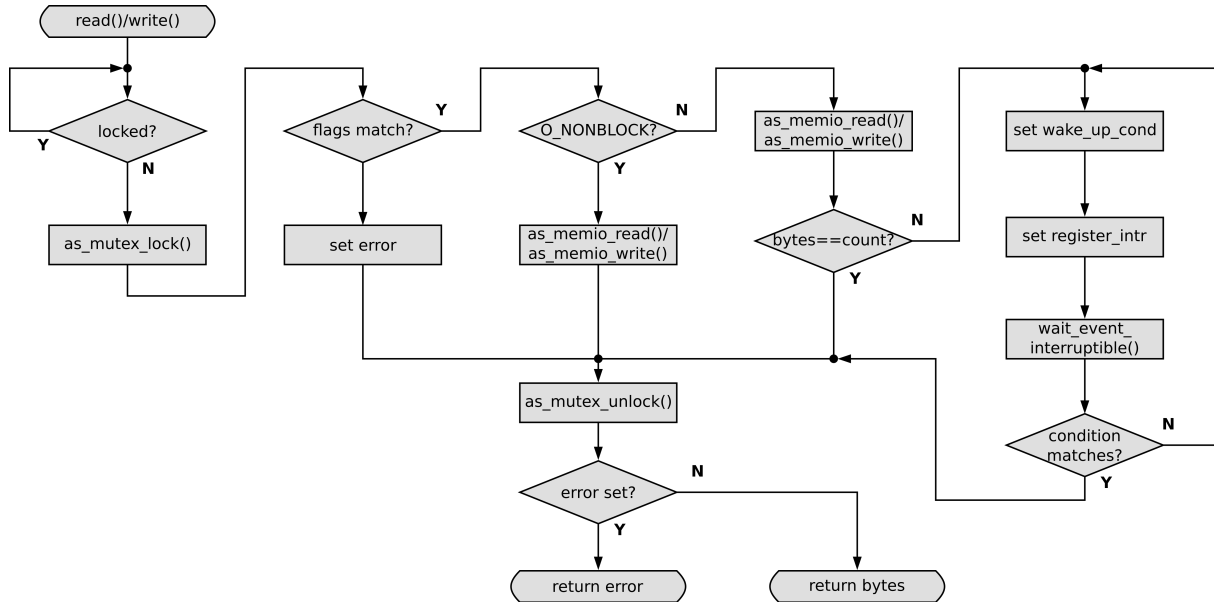 read()/write()
locked?
Y
N
as_mutex_lock()
flags match?
Y
set error
O_NONBLOCK?
N
Y
as_memio_read()/
as_memio_write()
as_memio_read()/
as_memio_write()
bytes==count?
N
Y
set wake_up_cond
set register_intr
wait_event_
interruptible()
condition
matches?
N
Y
as_mutex_unlock()
error set?
N
Y
return error
return bytes